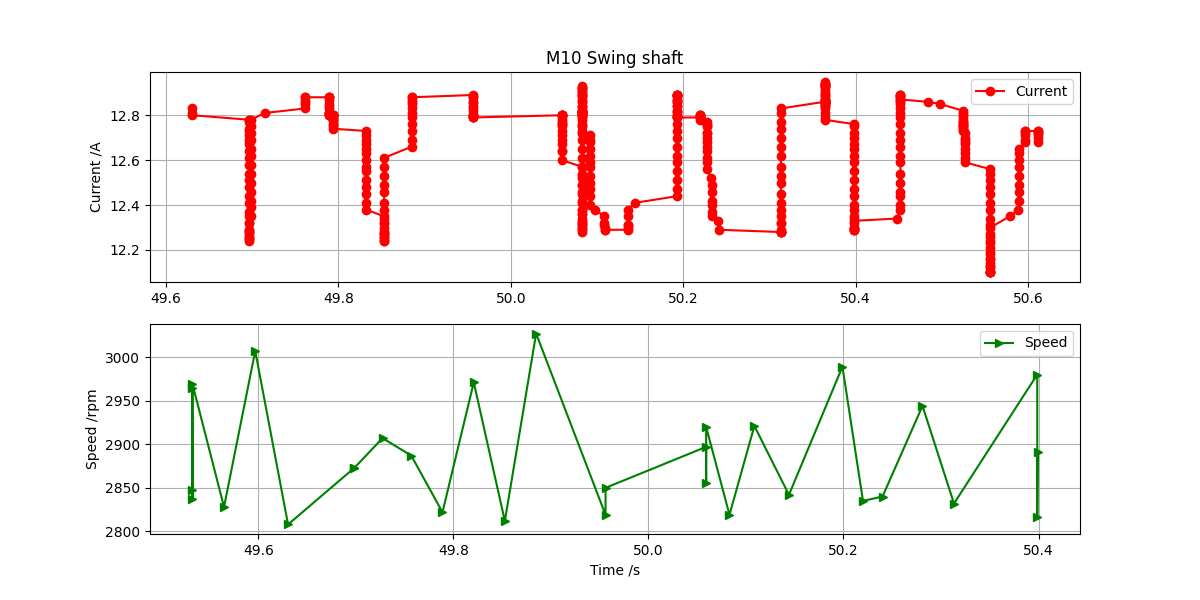 M10 Swing shaft
Current /A
12.8
12.6
12.4
12.2
Current
49.6 49.8 50.0 50.2 50.4 50.6
Speed /rpm
3000
2950
2900
2850
2800
Speed
49.6 49.8 50.0 50.2 50.4
Time /s